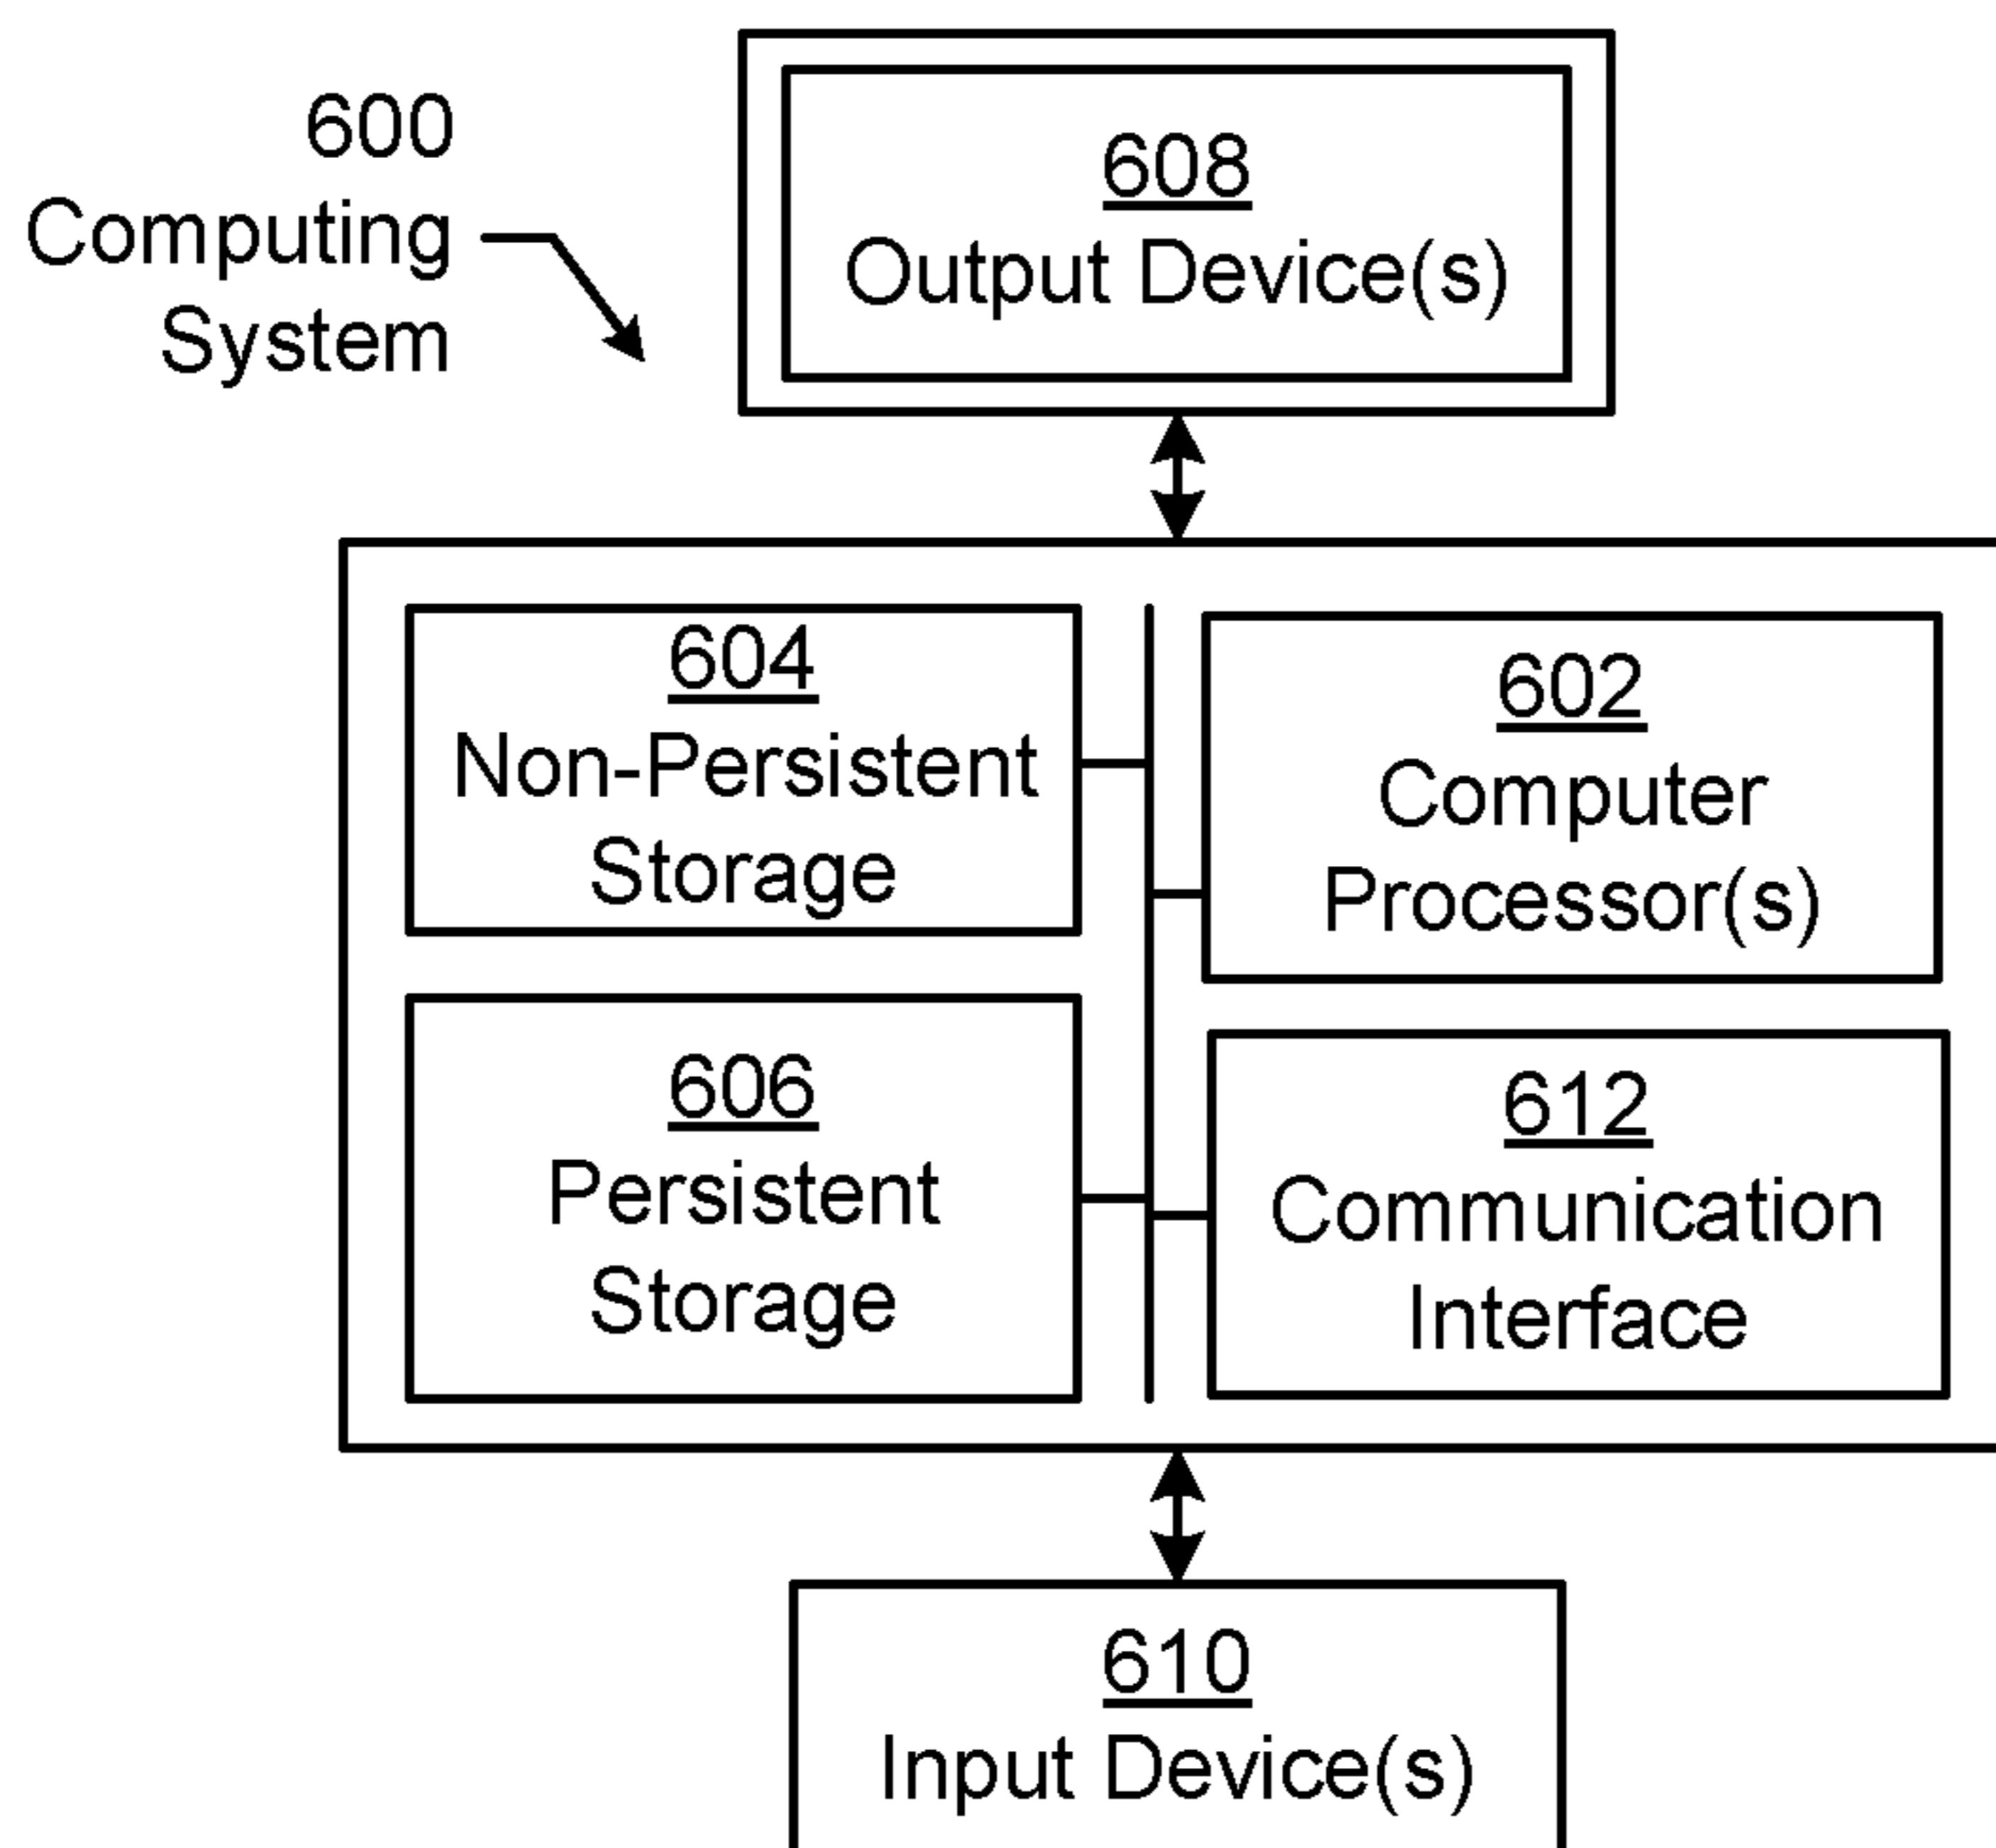 600
Computing
System
608
Output Device(s)
604
Non-Persistent
Storage
602
Computer
Processor(s)
606
Persistent
Storage
612
Communication
Interface
610
Input Device(s)